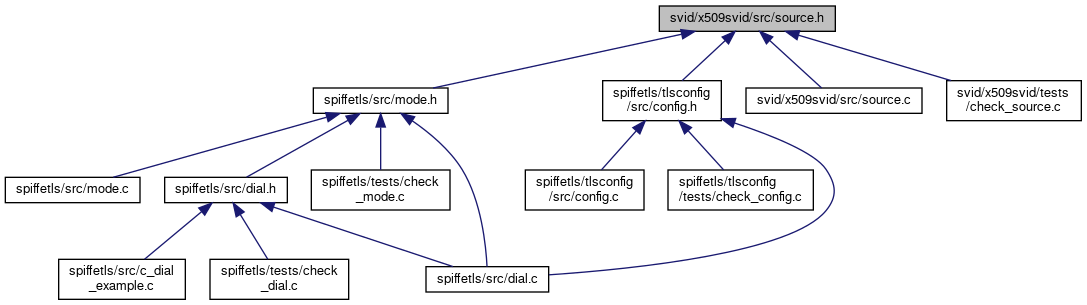 svid/x509svid/src/source.h
spiffetls/src/mode.h
spiffetls/tlsconfig
/src/config.h
svid/x509svid/src/source.c
svid/x509svid/tests
/check_source.c
spiffetls/src/mode.c
spiffetls/src/dial.h
spiffetls/tests/check
_mode.c
spiffetls/tlsconfig
/src/config.c
spiffetls/tlsconfig
/tests/check_config.c
spiffetls/src/c_dial
_example.c
spiffetls/tests/check
_dial.c
spiffetls/src/dial.c